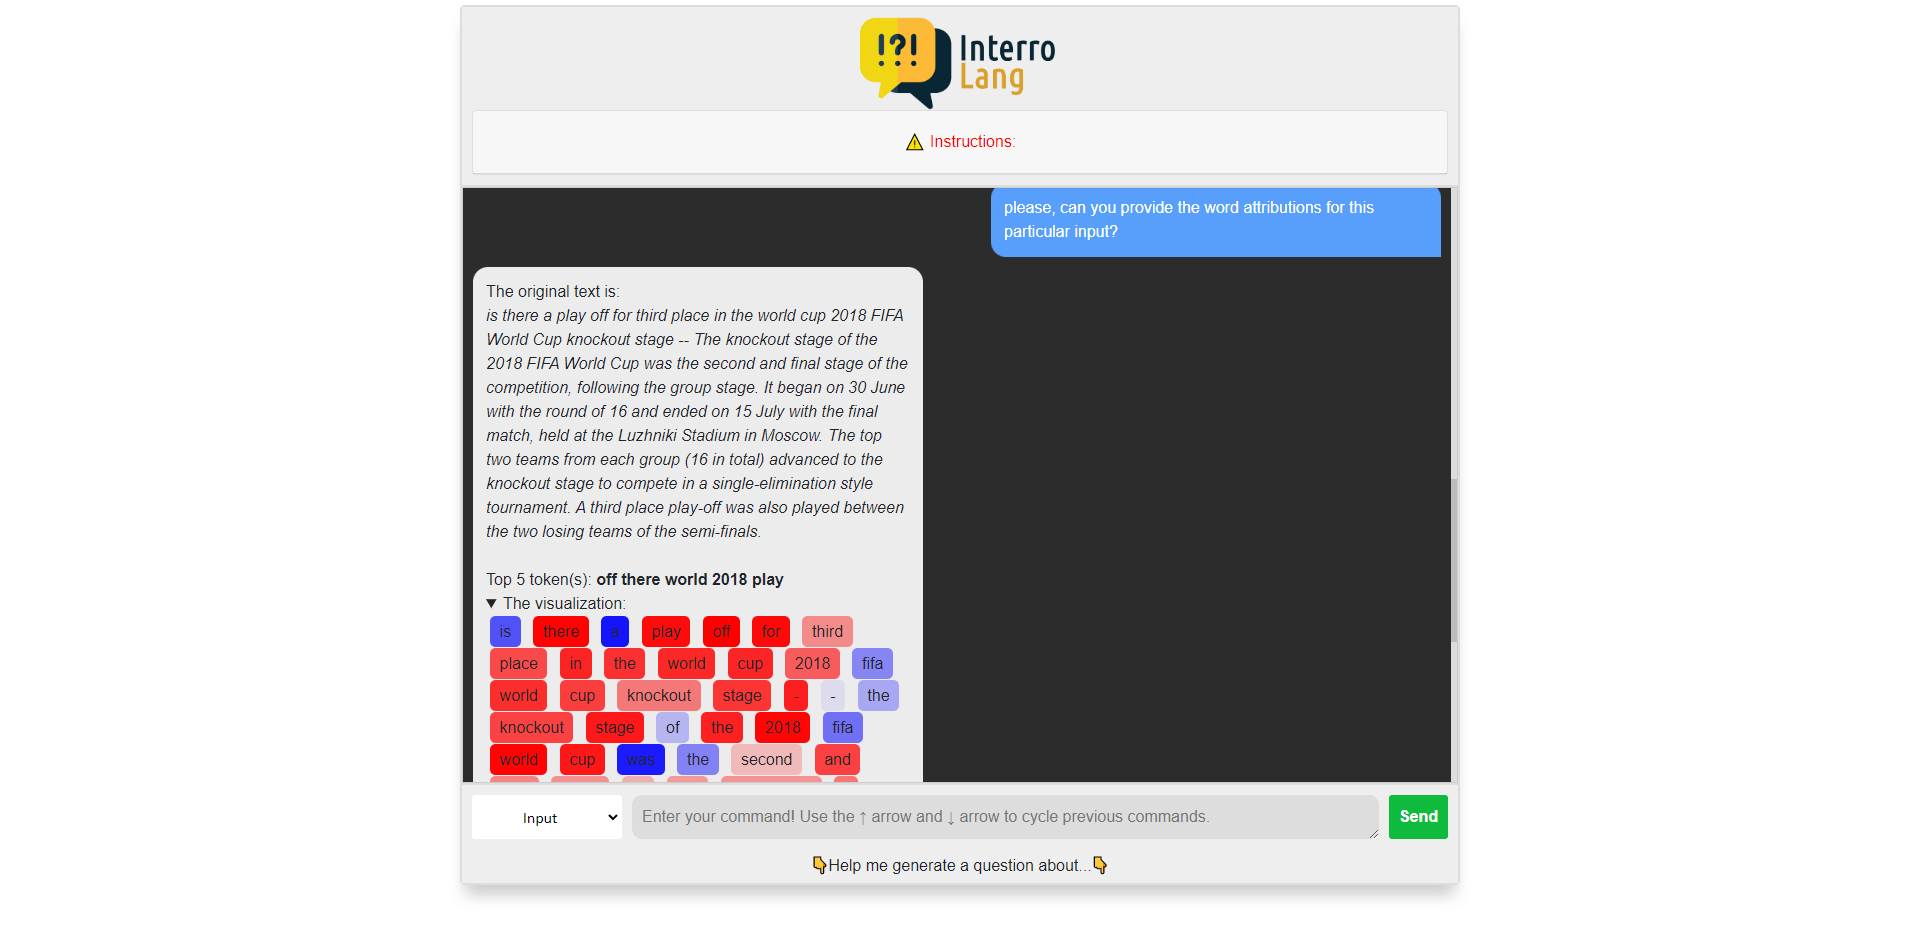 !?!
Interro
Lang
Instructions:
please, can you provide the word attributions for this
particular input?
The original text is:
is there a play off for third place in the world cup 2018 FIFA
World Cup knockout stage -- The knockout stage of the
2018 FIFA World Cup was the second and final stage of the
competition, following the group stage. It began on 30 June
with the round of 16 and ended on 15 July with the final
match, held at the Luzhniki Stadium in Moscow. The top
two teams from each group (16 in total) advanced to the
knockout stage to compete in a single-elimination style
tournament. A third place play-off was also played between
the two losing teams of the semi-finals.
Top 5 token(s): off there world 2018 play
▼ The visualization:
is there a play off for third
place in the world cup 2018 fifa
world cup knockout stage - - the
knockout stage of the 2018 fifa
world cup was the second and
Input
Enter your command! Use the ↑ arrow and ↓ arrow to cycle previous commands.
Send
👇Help me generate a question about...👇